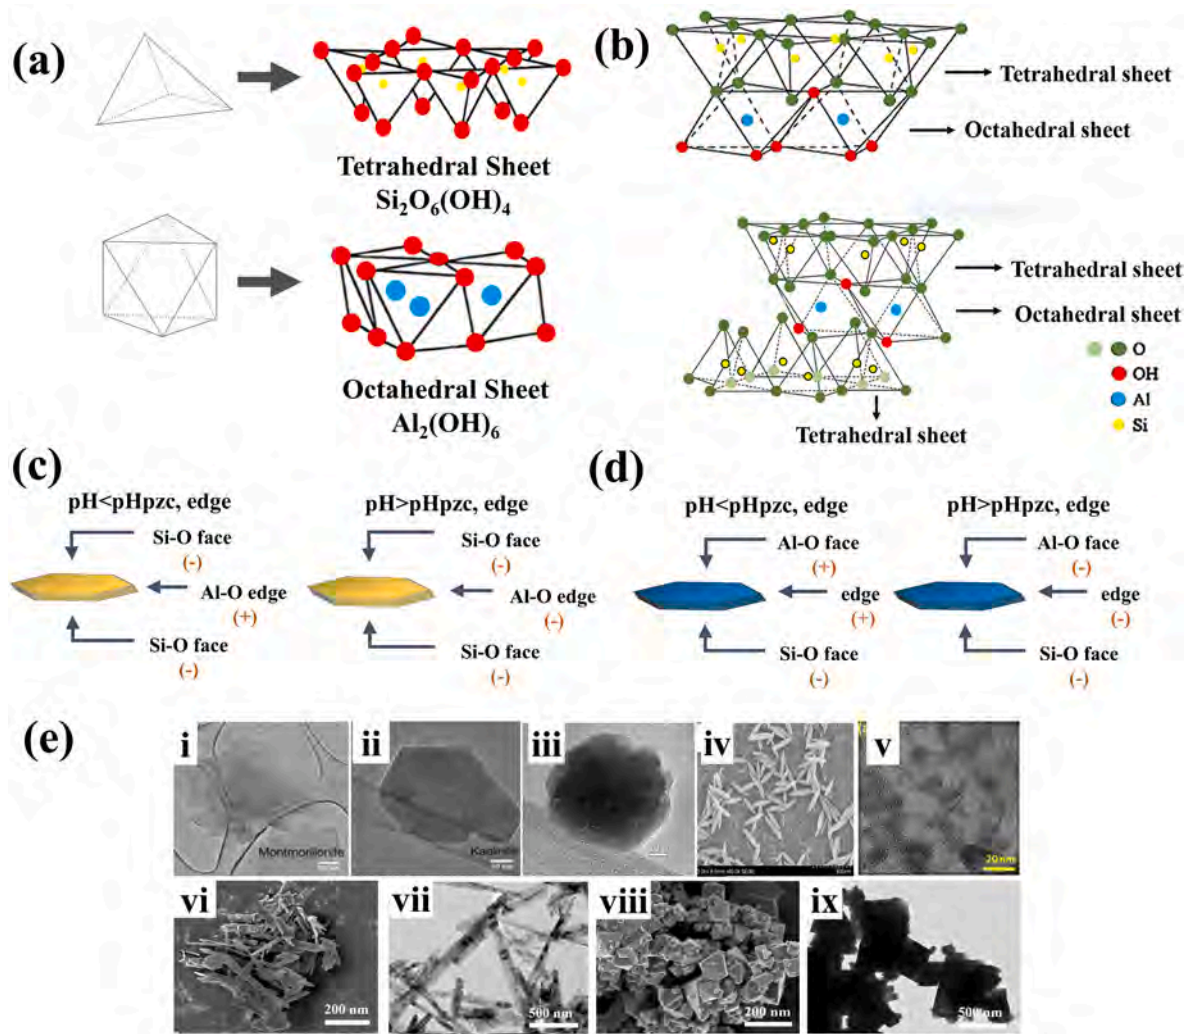 (a)
Tetrahedral Sheet
Si₂O₆(OH)₄
Octahedral Sheet
Al₂(OH)₆
(b)
Tetrahedral sheet
Octahedral sheet
Tetrahedral sheet
Octahedral sheet
O
OH
Al
Si
Tetrahedral sheet
(c)
pH<pHpzc, edge
Si-O face
(-)
Al-O edge
(+)
Si-O face
(-)
pH>pHpzc, edge
Si-O face
(-)
Al-O edge
(-)
Si-O face
(-)
(d)
pH<pHpzc, edge
Al-O face
(+)
edge
(+)
Si-O face
(-)
pH>pHpzc, edge
Al-O face
(-)
edge
(-)
Si-O face
(-)
(e)
i
Montmorillonite
ii
Kaolinite
iii
iv
v
20 nm
vi
200 nm
vii
500 nm
viii
200 nm
ix
500 nm